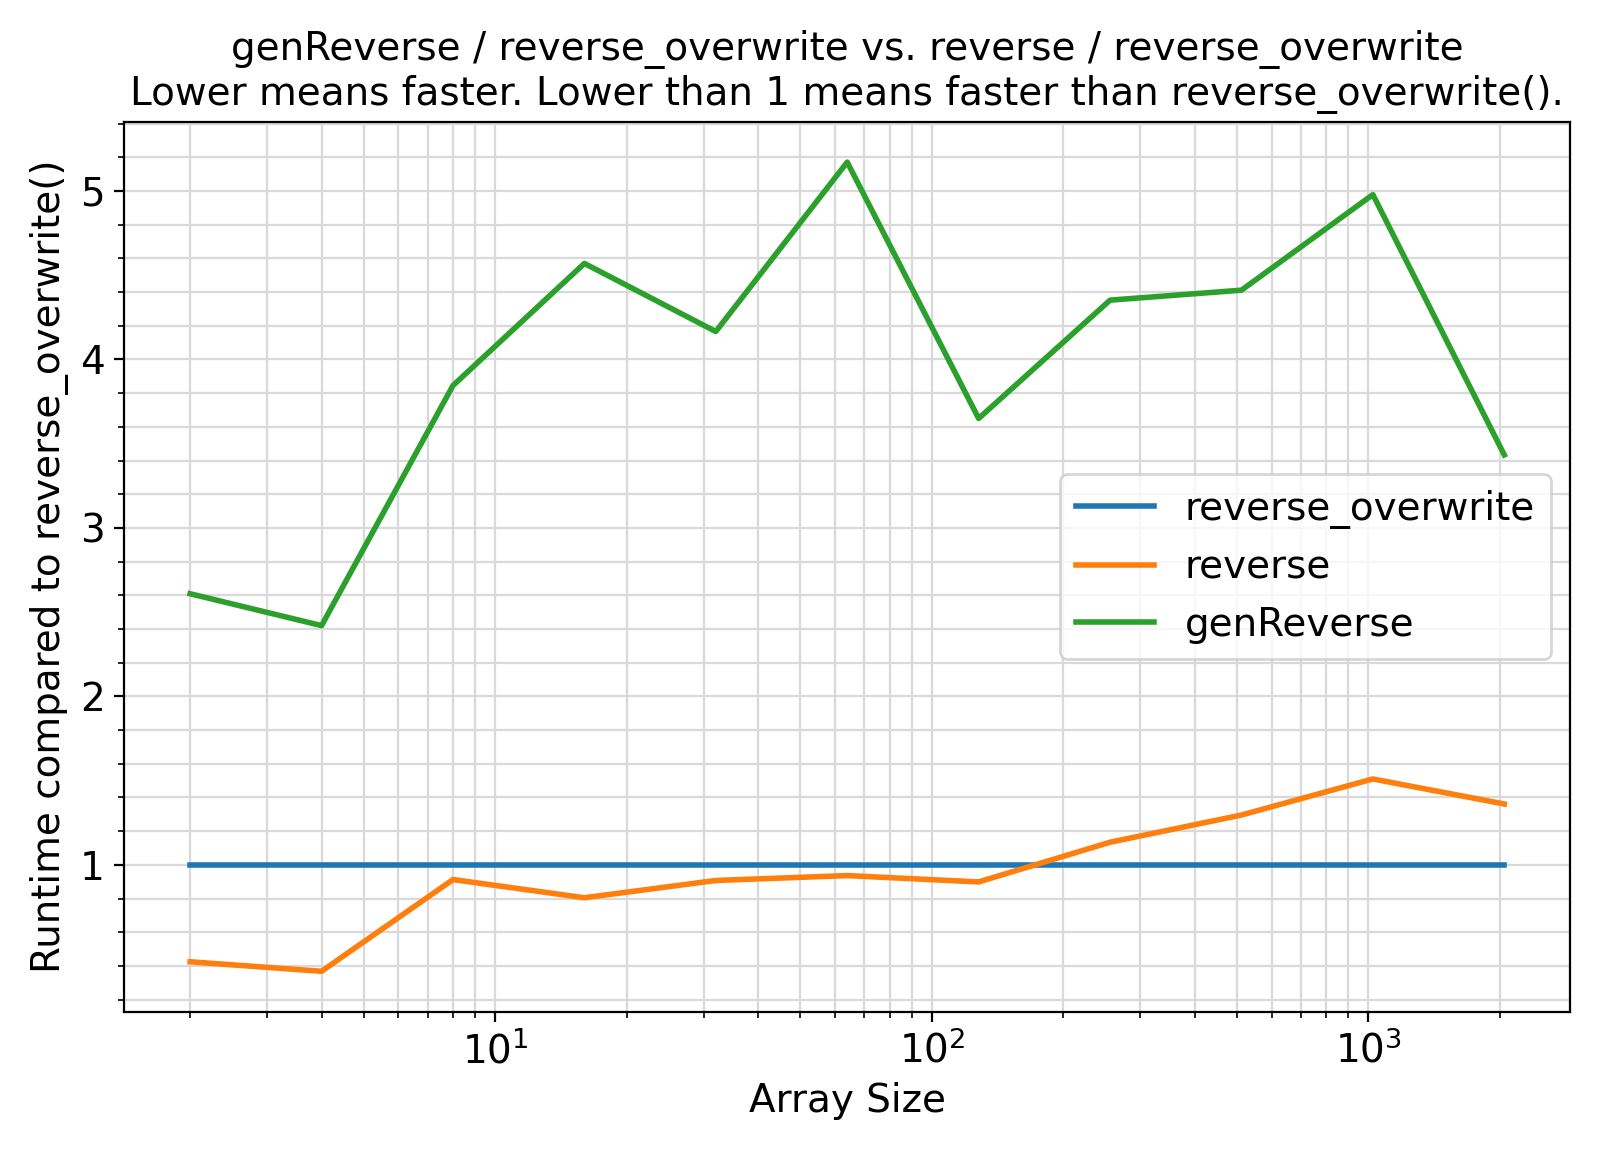 genReverse / reverse_overwrite vs. reverse / reverse_overwrite
Lower means faster. Lower than 1 means faster than reverse_overwrite().
Runtime compared to reverse_overwrite()
5
4
3
2
1
reverse_overwrite
reverse
genReverse
10¹
10²
10³
Array Size